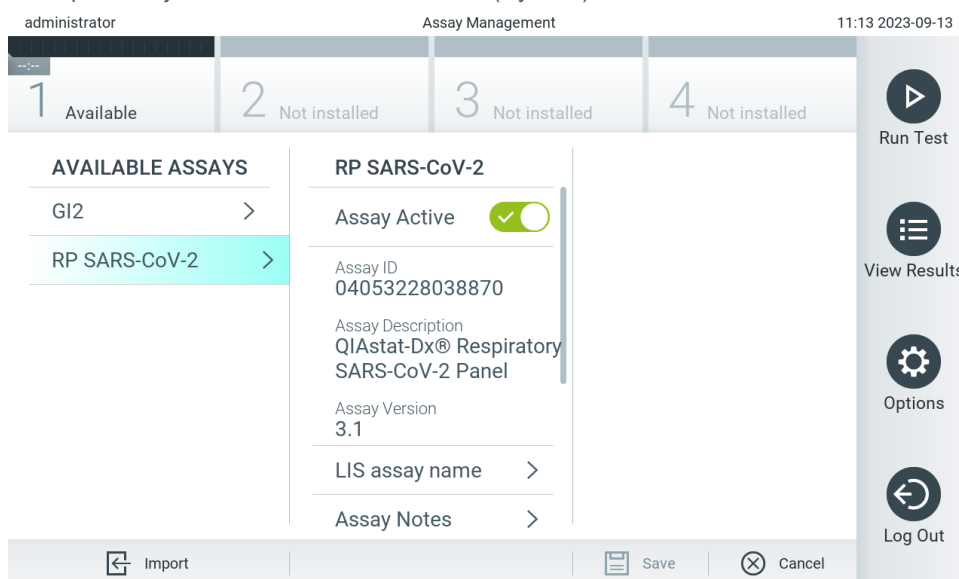 administrator Assay Management 11:13 2023-09-13
--:--
1 Available 2 Not installed 3 Not installed 4 Not installed
Run Test
AVAILABLE ASSAYS
GI2
RP SARS-CoV-2
RP SARS-CoV-2
Assay Active
Assay ID
04053228038870
Assay Description
QIAstat-Dx® Respiratory
SARS-CoV-2 Panel
Assay Version
3.1
LIS assay name
Assay Notes
View Results
Options
Log Out
Import
Save
Cancel